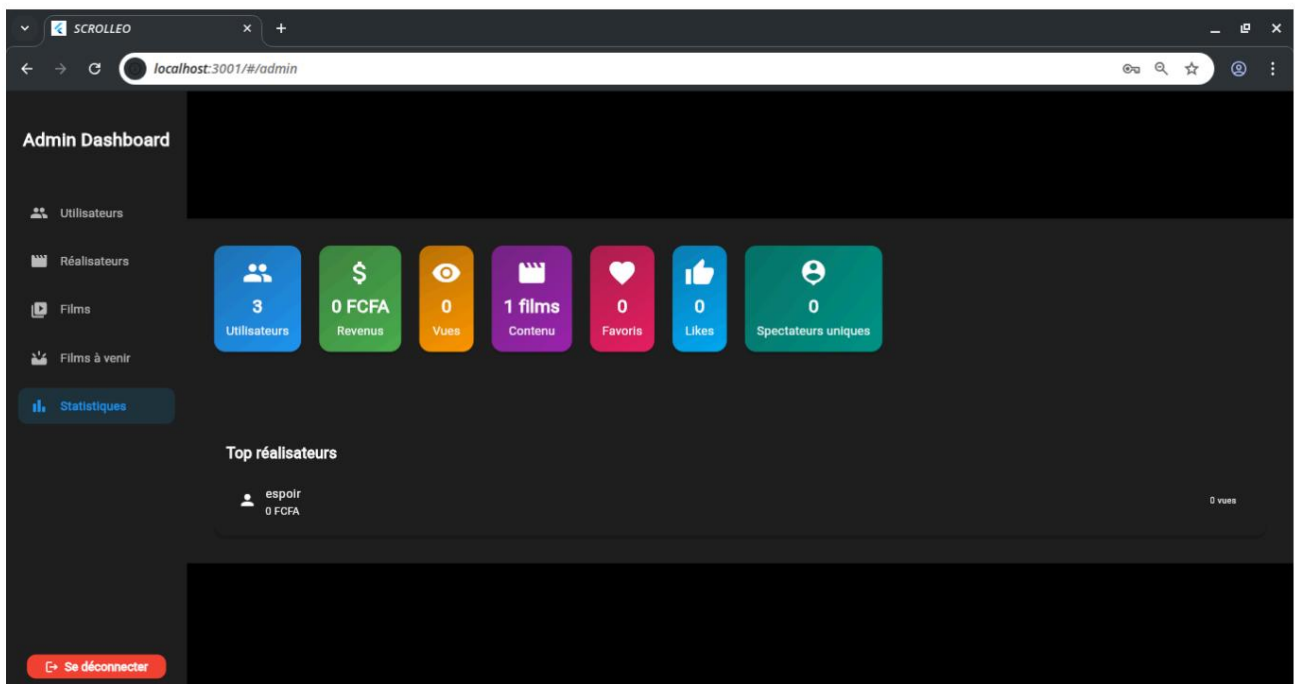 SCROLLEO
localhost:3001/#/admin
Admin Dashboard
Utilisateurs
Réalisateurs
Films
Films à venir
Statistiques
Se déconnecter
3
Utilisateurs
0 FCFA
Revenus
0
Vues
1 films
Contenu
0
Favoris
0
Likes
0
Spectateurs uniques
Top réalisateurs
espoir
0 FCFA
0 vues